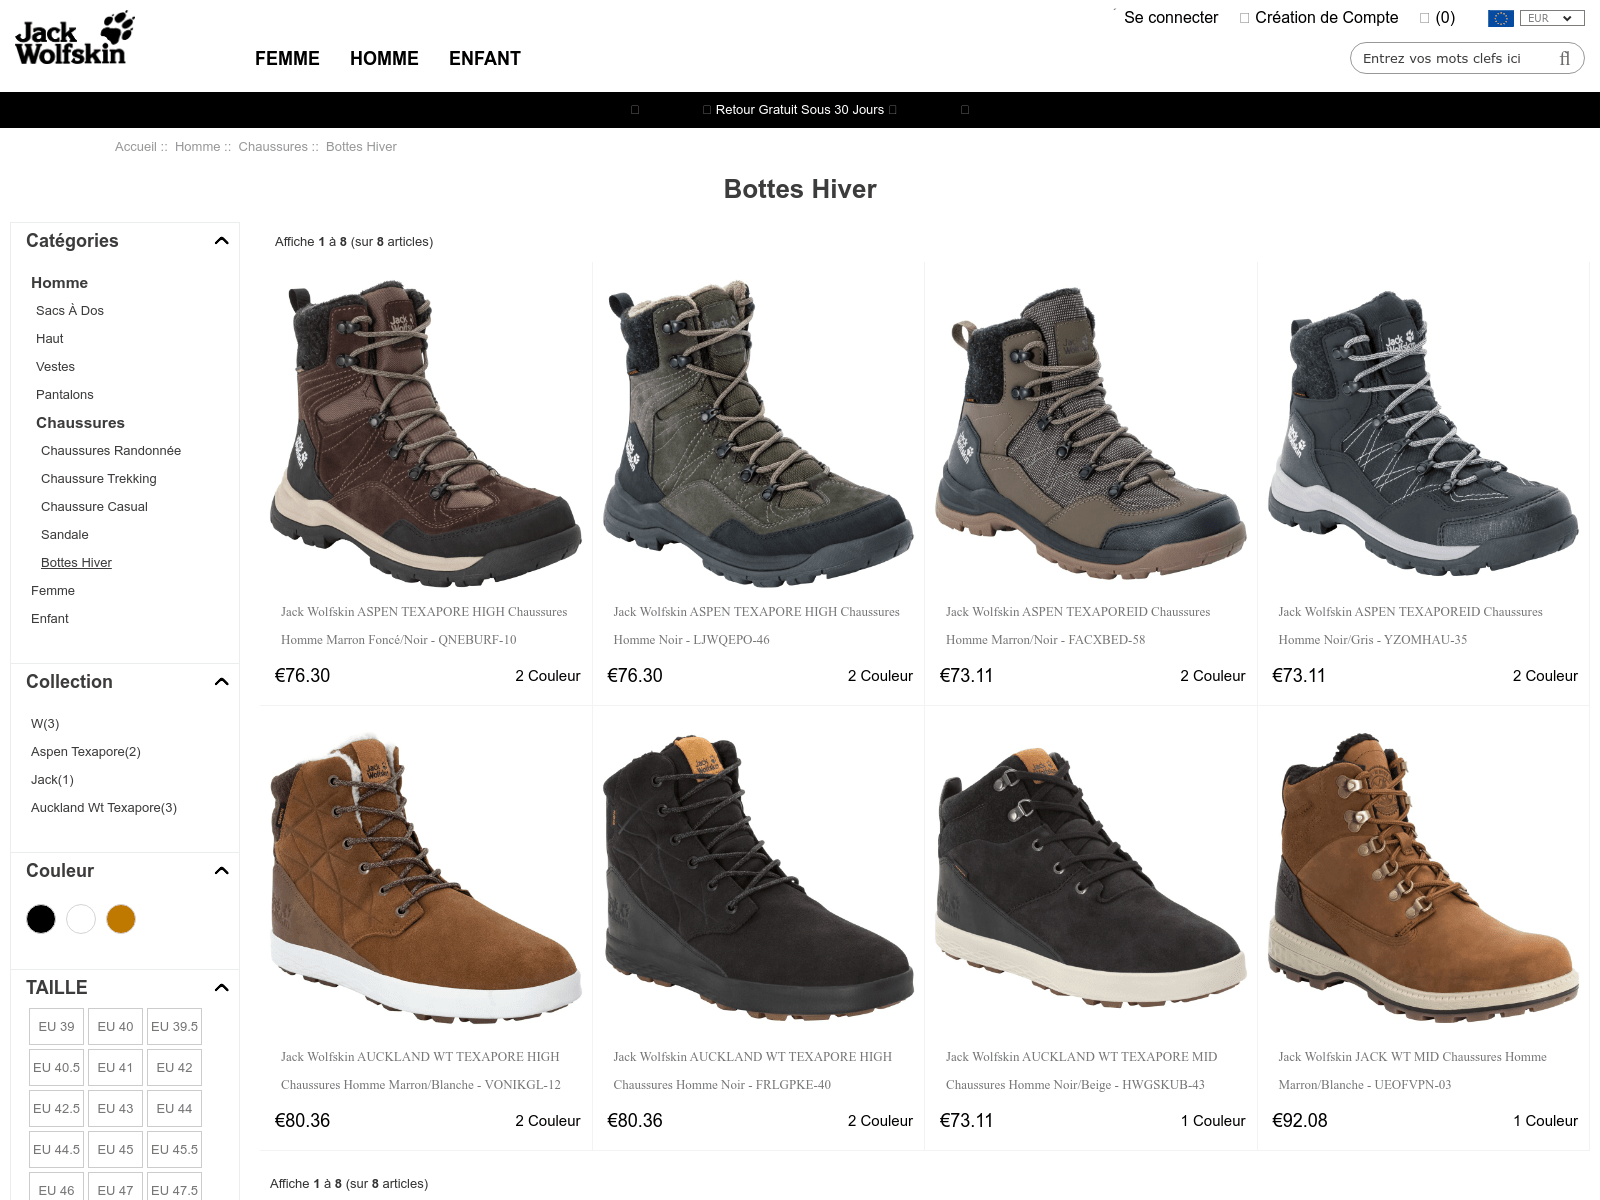 Jack
Wolfskin
Se connecter
Création de Compte
(0)
EUR
FEMME HOMME ENFANT
Entrez vos mots clefs ici
Retour Gratuit Sous 30 Jours
Accueil :: Homme :: Chaussures :: Bottes Hiver
Bottes Hiver
Catégories
Homme
Sacs À Dos
Haut
Vestes
Pantalons
Chaussures
Chaussures Randonnée
Chaussure Trekking
Chaussure Casual
Sandale
Bottes Hiver
Femme
Enfant
Collection
W(3)
Aspen Texapore(2)
Jack(1)
Auckland Wt Texapore(3)
Couleur
TAILLE
EU 39 EU 40 EU 39.5
EU 40.5 EU 41 EU 42
EU 42.5 EU 43 EU 44
EU 44.5 EU 45 EU 45.5
EU 46 EU 47 EU 47.5
Affiche 1 à 8 (sur 8 articles)
Jack Wolfskin ASPEN TEXAPORE HIGH Chaussures
Homme Marron Foncé/Noir - QNEBURF-10
€76.30 2 Couleur
Jack Wolfskin ASPEN TEXAPORE HIGH Chaussures
Homme Noir - LJWQEPO-46
€76.30 2 Couleur
Jack Wolfskin ASPEN TEXAPOREID Chaussures
Homme Marron/Noir - FACXBED-58
€73.11 2 Couleur
Jack Wolfskin ASPEN TEXAPOREID Chaussures
Homme Noir/Gris - YZOMHAU-35
€73.11 2 Couleur
Jack Wolfskin AUCKLAND WT TEXAPORE HIGH
Chaussures Homme Marron/Blanche - VONIKGL-12
€80.36 2 Couleur
Jack Wolfskin AUCKLAND WT TEXAPORE HIGH
Chaussures Homme Noir - FRLGPKE-40
€80.36 2 Couleur
Jack Wolfskin AUCKLAND WT TEXAPORE MID
Chaussures Homme Noir/Beige - HWGSKUB-43
€73.11 1 Couleur
Jack Wolfskin JACK WT MID Chaussures Homme
Marron/Blanche - UEOFVPN-03
€92.08 1 Couleur
Affiche 1 à 8 (sur 8 articles)